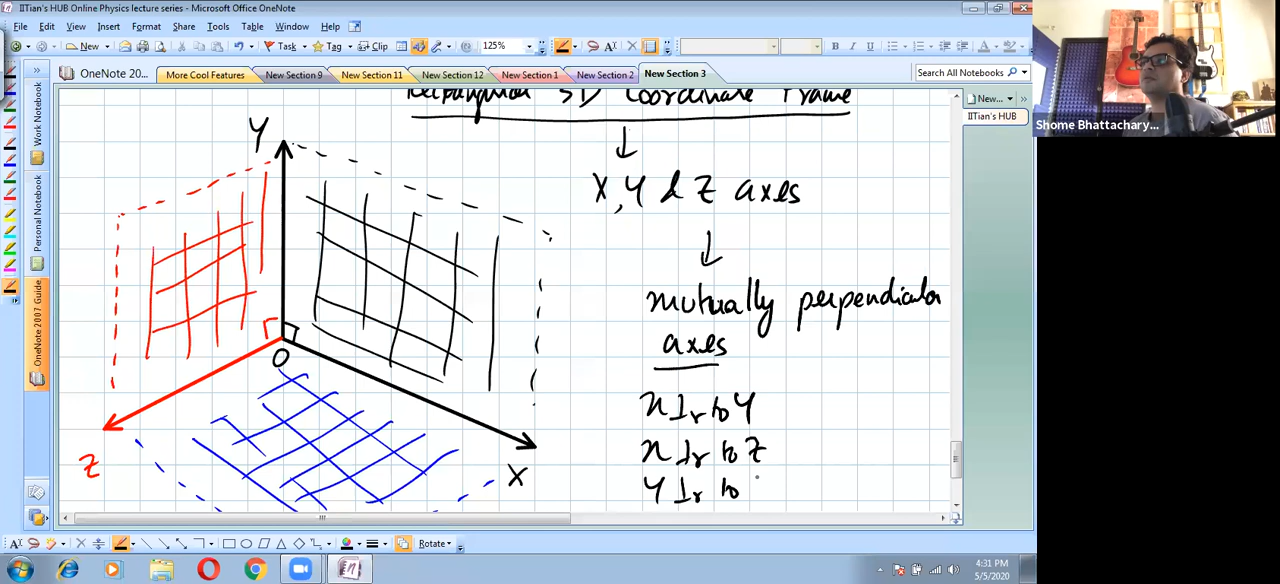 IITian's HUB Online Physics lecture series - Microsoft Office OneNote
File Edit View Insert Format Share Tools Table Window Help
New Task Tag Clip 125%
OneNote 20... More Cool Features New Section 9 New Section 11 New Section 12 New Section 1 New Section 2 New Section 3 Search All Notebooks
New...
IITian's HUB
Shome Bhattachary...
Work Notebook
Personal Notebook
OneNote 2007 Guide
Rectangular 3D Coordinate Frame
X, Y & Z axes
mutually perpendicular
axes
x ⊥r to Y
x ⊥r to Z
Y ⊥r to
Y
O
Z
X
Rotate
4:31 PM
5/5/2020